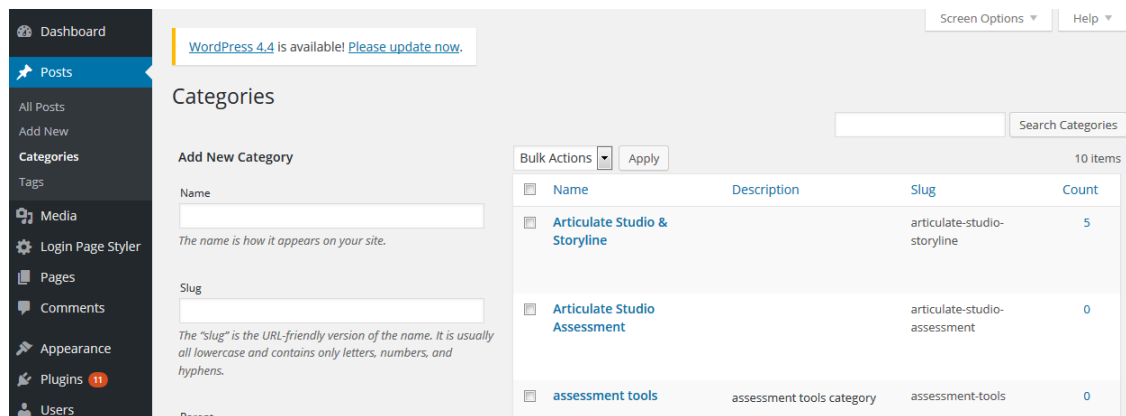 Screen Options ▼ Help ▼
Dashboard
WordPress 4.4 is available! Please update now.
Posts
All Posts
Add New
Categories
Tags
Media
Login Page Styler
Pages
Comments
Appearance
Plugins 11
Users
Categories
Search Categories
Add New Category
Name
The name is how it appears on your site.
Slug
The “slug” is the URL-friendly version of the name. It is usually
all lowercase and contains only letters, numbers, and
hyphens.
Parent
Bulk Actions Apply 10 items
Name Description Slug Count
Articulate Studio & articulate-studio- 5
Storyline storyline
Articulate Studio articulate-studio- 0
Assessment assessment
assessment tools assessment tools category assessment-tools 0